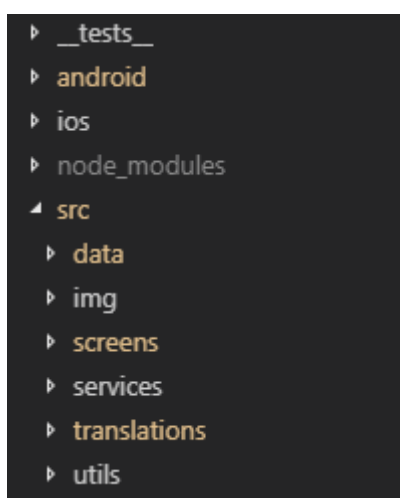 __tests__
android
ios
node_modules
src
data
img
screens
services
translations
utils